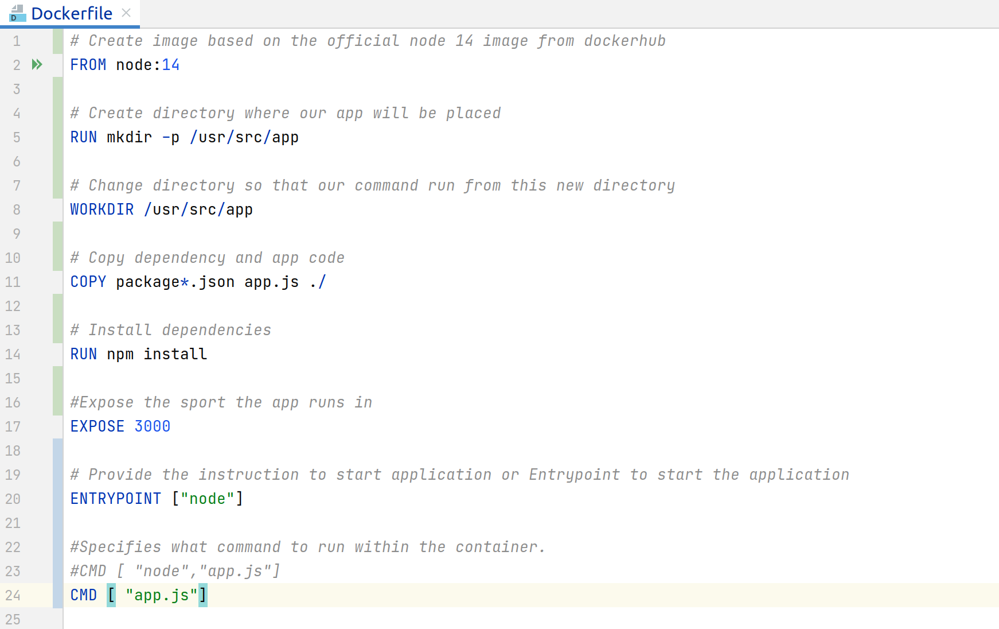 Dockerfile
1 # Create image based on the official node 14 image from dockerhub
2 FROM node:14
3
4 # Create directory where our app will be placed
5 RUN mkdir -p /usr/src/app
6
7 # Change directory so that our command run from this new directory
8 WORKDIR /usr/src/app
9
10 # Copy dependency and app code
11 COPY package*.json app.js ./
12
13 # Install dependencies
14 RUN npm install
15
16 #Expose the sport the app runs in
17 EXPOSE 3000
18
19 # Provide the instruction to start application or Entrypoint to start the application
20 ENTRYPOINT ["node"]
21
22 #Specifies what command to run within the container.
23 #CMD [ "node","app.js"]
24 CMD [ "app.js"]
25